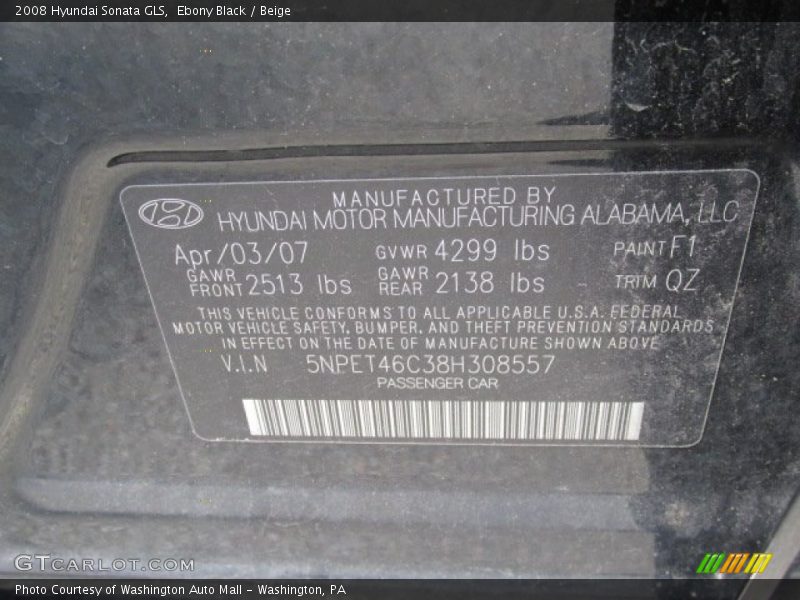 2008 Hyundai Sonata GLS,  Ebony Black / Beige
MANUFACTURED BY
HYUNDAI MOTOR MANUFACTURING ALABAMA, LLC
Apr/03/07 GVWR 4299 lbs PAINT F1
GAWR FRONT 2513 lbs GAWR REAR 2138 lbs TRIM QZ
THIS VEHICLE CONFORMS TO ALL APPLICABLE U.S.A. FEDERAL
MOTOR VEHICLE SAFETY, BUMPER, AND THEFT PREVENTION STANDARDS
IN EFFECT ON THE DATE OF MANUFACTURE SHOWN ABOVE
V.I.N 5NPET46C38H308557
PASSENGER CAR
GTCARLOT.COM
Photo Courtesy of Washington Auto Mall - Washington, PA